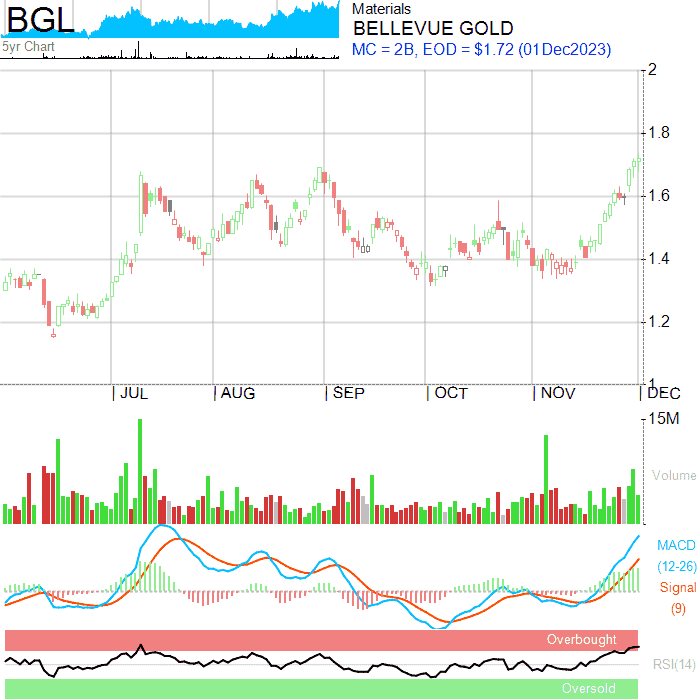 BGL
5yr Chart
Materials
BELLEVUE GOLD
MC = 2B, EOD = $1.72 (01Dec2023)
2
1.8
1.6
1.4
1.2
1
JUL AUG SEP OCT NOV DEC
15M
Volume
MACD
(12-26)
Signal
(9)
Overbought
RSI(14)
Oversold